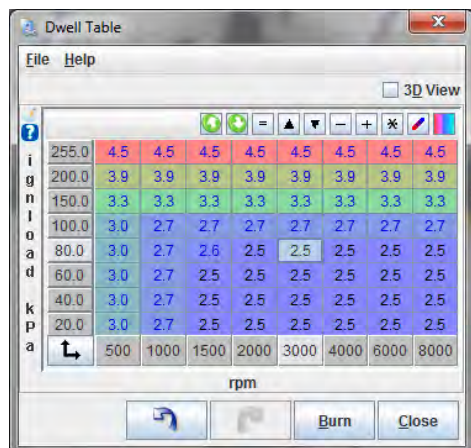 Dwell Table
File Help
3D View
= - + *
255.0 4.5 4.5 4.5 4.5 4.5 4.5 4.5 4.5
200.0 3.9 3.9 3.9 3.9 3.9 3.9 3.9 3.9
150.0 3.3 3.3 3.3 3.3 3.3 3.3 3.3 3.3
100.0 3.0 2.7 2.7 2.7 2.7 2.7 2.7 2.7
80.0 3.0 2.7 2.6 2.5 2.5 2.5 2.5 2.5
60.0 3.0 2.7 2.5 2.5 2.5 2.5 2.5 2.5
40.0 3.0 2.7 2.5 2.5 2.5 2.5 2.5 2.5
20.0 3.0 2.7 2.5 2.5 2.5 2.5 2.5 2.5
500 1000 1500 2000 3000 4000 6000 8000
ignload kPa
rpm
Burn Close